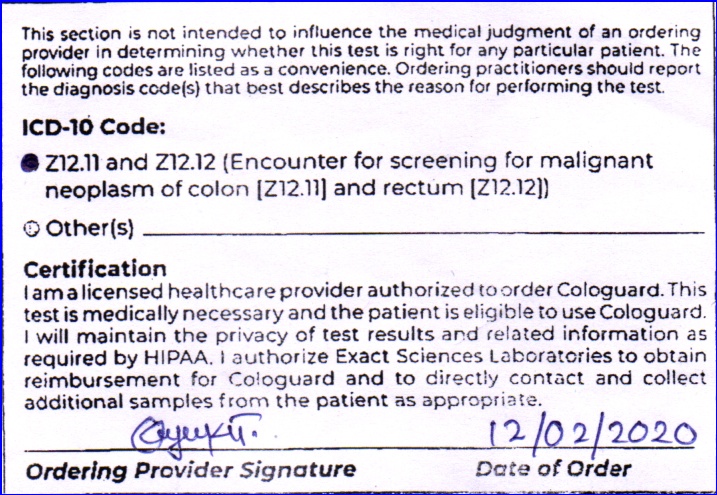 This section is not intended to influence the medical judgment of an ordering
provider in determining whether this test is right for any particular patient. The
following codes are listed as a convenience. Ordering practitioners should report
the diagnosis code(s) that best describes the reason for performing the test.
ICD-10 Code:
Z12.11 and Z12.12 (Encounter for screening for malignant
neoplasm of colon [Z12.11] and rectum [Z12.12])
Other(s)
Certification
I am a licensed healthcare provider authorized to order Cologuard. This
test is medically necessary and the patient is eligible to use Cologuard.
I will maintain the privacy of test results and related information as
required by HIPAA. I authorize Exact Sciences Laboratories to obtain
reimbursement for Cologuard and to directly contact and collect
additional samples from the patient as appropriate.
12/02/2020
Ordering Provider Signature Date of Order